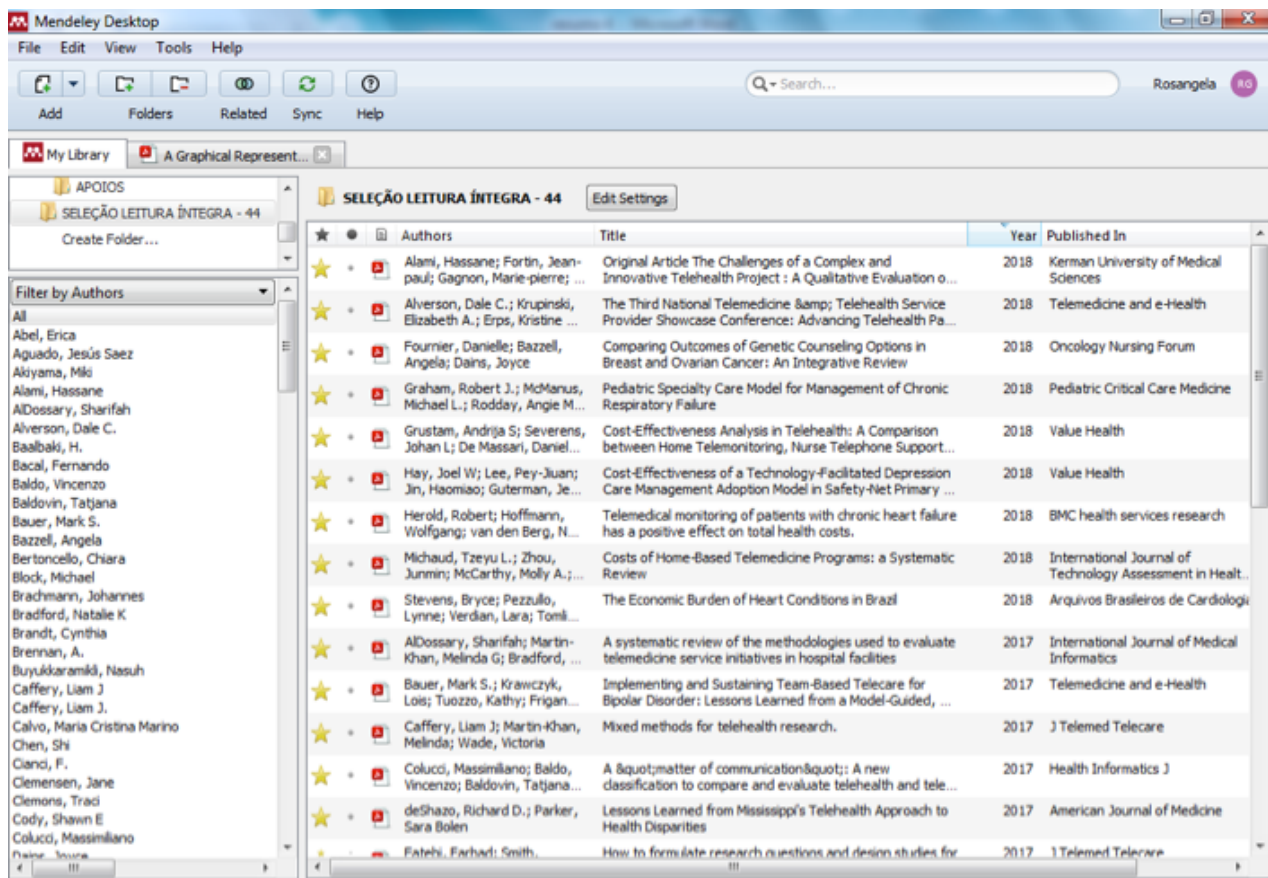 Mendeley Desktop
File Edit View Tools Help
Search...
Rosangela RG
Add Folders Related Sync Help
My Library A Graphical Represent...
APOIOS
SELEÇÃO LEITURA ÍNTEGRA - 44
Create Folder...
Filter by Authors
All
Abel, Erica
Aguado, Jesús Saez
Akiyama, Miki
Alami, Hassane
AlDossary, Sharifah
Alverson, Dale C.
Baalbaki, H.
Bacal, Fernando
Baldo, Vincenzo
Baldovin, Tatjana
Bauer, Mark S.
Bazzell, Angela
Bertoncello, Chiara
Block, Michael
Brachmann, Johannes
Bradford, Natalie K
Brandt, Cynthia
Brennan, A.
Buyukkaramikli, Nasuh
Caffery, Liam J
Caffery, Liam J.
Calvo, Maria Cristina Marino
Chen, Shi
Cianci, F.
Clemensen, Jane
Clemons, Traci
Cody, Shawn E
Colucci, Massimiliano
Dains, Joyce
SELEÇÃO LEITURA ÍNTEGRA - 44 Edit Settings
Authors Title Year Published In
Alami, Hassane; Fortin, Jean- Original Article The Challenges of a Complex and 2018 Kerman University of Medical
paul; Gagnon, Marie-pierre; ... Innovative Telehealth Project : A Qualitative Evaluation o... Sciences
Alverson, Dale C.; Krupinski, The Third National Telemedicine &amp; Telehealth Service 2018 Telemedicine and e-Health
Elizabeth A.; Erps, Kristine ... Provider Showcase Conference: Advancing Telehealth Pa...
Fournier, Danielle; Bazzell, Comparing Outcomes of Genetic Counseling Options in 2018 Oncology Nursing Forum
Angela; Dains, Joyce Breast and Ovarian Cancer: An Integrative Review
Graham, Robert J.; McManus, Pediatric Specialty Care Model for Management of Chronic 2018 Pediatric Critical Care Medicine
Michael L.; Rodday, Angie M... Respiratory Failure
Grustam, Andrija S; Severens, Cost-Effectiveness Analysis in Telehealth: A Comparison 2018 Value Health
Johan L; De Massari, Daniel... between Home Telemonitoring, Nurse Telephone Support...
Hay, Joel W; Lee, Pey-Jiuan; Cost-Effectiveness of a Technology-Facilitated Depression 2018 Value Health
Jin, Haomiao; Guterman, Je... Care Management Adoption Model in Safety-Net Primary ...
Herold, Robert; Hoffmann, Telemedical monitoring of patients with chronic heart failure 2018 BMC health services research
Wolfgang; van den Berg, N... has a positive effect on total health costs.
Michaud, Tzeyu L.; Zhou, Costs of Home-Based Telemedicine Programs: a Systematic 2018 International Journal of
Junmin; McCarthy, Molly A.;... Review Technology Assessment in Healt..
Stevens, Bryce; Pezzullo, The Economic Burden of Heart Conditions in Brazil 2018 Arquivos Brasileiros de Cardiologia
Lynne; Verdian, Lara; Tomli...
AlDossary, Sharifah; Martin- A systematic review of the methodologies used to evaluate 2017 International Journal of Medical
Khan, Melinda G; Bradford, ... telemedicine service initiatives in hospital facilities Informatics
Bauer, Mark S.; Krawczyk, Implementing and Sustaining Team-Based Telecare for 2017 Telemedicine and e-Health
Lois; Tuozzo, Kathy; Frigan... Bipolar Disorder: Lessons Learned from a Model-Guided, ...
Caffery, Liam J; Martin-Khan, Mixed methods for telehealth research. 2017 J Telemed Telecare
Melinda; Wade, Victoria
Colucci, Massimiliano; Baldo, A &quot;matter of communication&quot;: A new 2017 Health Informatics J
Vincenzo; Baldovin, Tatjana... classification to compare and evaluate telehealth and tele...
deShazo, Richard D.; Parker, Lessons Learned from Mississippi's Telehealth Approach to 2017 American Journal of Medicine
Sara Bolen Health Disparities
Fatehi, Farhad; Smith, How to formulate research questions and design studies for 2017 J Telemed Telecare